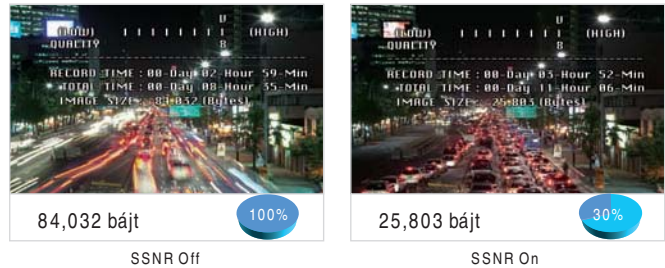 U
(LOW) I I I I I I I I (HIGH)
QUALITY 8
RECORD TIME : 00-Day 02-Hour 59-Min
TOTAL TIME : 00-Day 08-Hour 35-Min
IMAGE SIZE 84,032 (Bytes)
84,032 bájt
100%
SSNR Off
U
(LOW) I I I I I I I I (HIGH)
QUALITY 8
RECORD TIME : 00-Day 03-Hour 52-Min
TOTAL TIME : 00-Day 11-Hour 06-Min
IMAGE SIZE 25,803 (Bytes)
25,803 bájt
30%
SSNR On